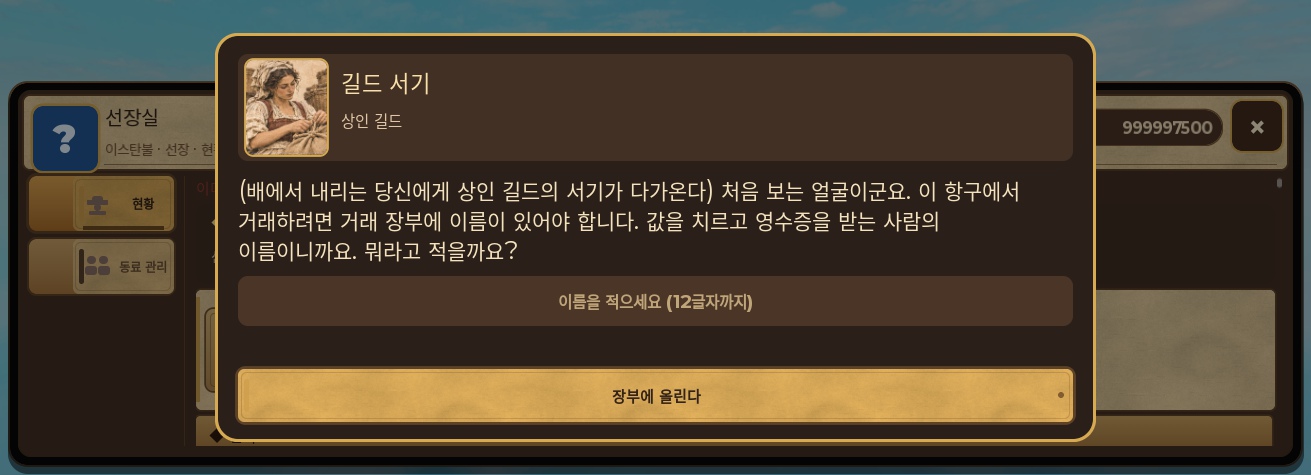 길드 서기
상인 길드
선장실
이스탄불 · 선장 ·
999997500
×
?
현황
동료 관리
(배에서 내리는 당신에게 상인 길드의 서기가 다가온다) 처음 보는 얼굴이군요. 이 항구에서
거래하려면 거래 장부에 이름이 있어야 합니다. 값을 치르고 영수증을 받는 사람의
이름이니까요. 뭐라고 적을까요?
이름을 적으세요 (12글자까지)
장부에 올린다